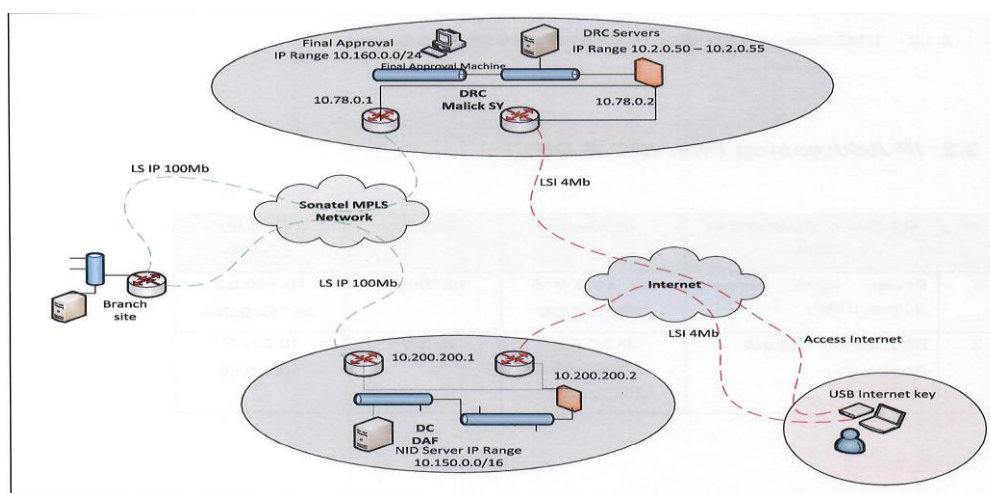 Final Approval
IP Range 10.160.0.0/24
Final Approval Machine
DRC Servers
IP Range 10.2.0.50 – 10.2.0.55
10.78.0.1
DRC
Malick SY
10.78.0.2
LS IP 100Mb
LSI 4Mb
Sonatel MPLS
Network
Branch
site
LS IP 100Mb
Internet
LSI 4Mb
Access Internet
10.200.200.1
10.200.200.2
DC
DAF
NID Server IP Range
10.150.0.0/16
USB Internet key